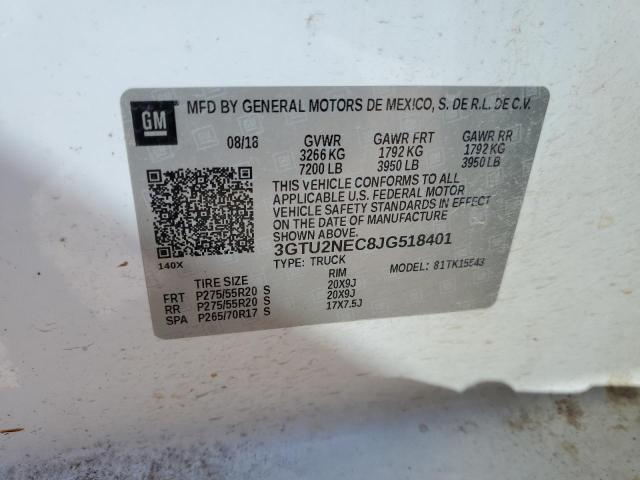 GM MFD BY GENERAL MOTORS DE MEXICO, S. DE R.L. DE C.V.
08/18 GVWR GAWR FRT GAWR RR
3266 KG 1792 KG 1792 KG
7200 LB 3950 LB 3950 LB
THIS VEHICLE CONFORMS TO ALL
APPLICABLE U.S. FEDERAL MOTOR
VEHICLE SAFETY STANDARDS IN EFFECT
ON THE DATE OF MANUFACTURE
3GTU2NEC8JG518401
140X TYPE: TRUCK MODEL: 81TK15543
TIRE SIZE RIM
FRT P275/55R20 S 20X9J
RR P275/55R20 S 20X9J
SPA P265/70R17 S 17X7.5J